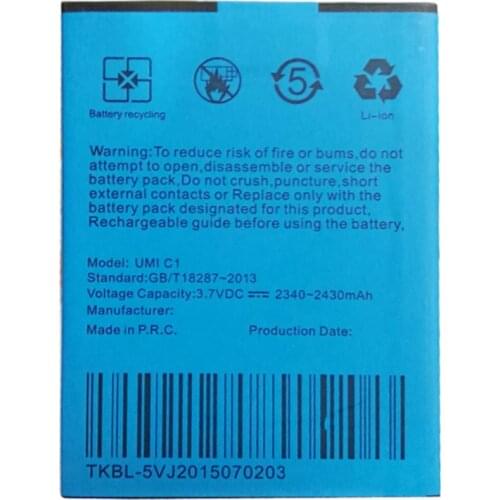 5
Battery recycling
Li-ion
Warning:To reduce risk of fire or bums,do not
attempt to open,disassemble or service the
battery pack,Do not crush,puncture,short
external contacts or Replace only with the
battery pack designated for this product,
Rechargeable guide before using the battery,
Model: UMI C1
Standard:GB/T18287~2013
Voltage Capacity:3.7VDC ⎓ 2340~2430mAh
Norminal:
Made in P.R.C. Production Date:
TKBL-5VJ2015070203